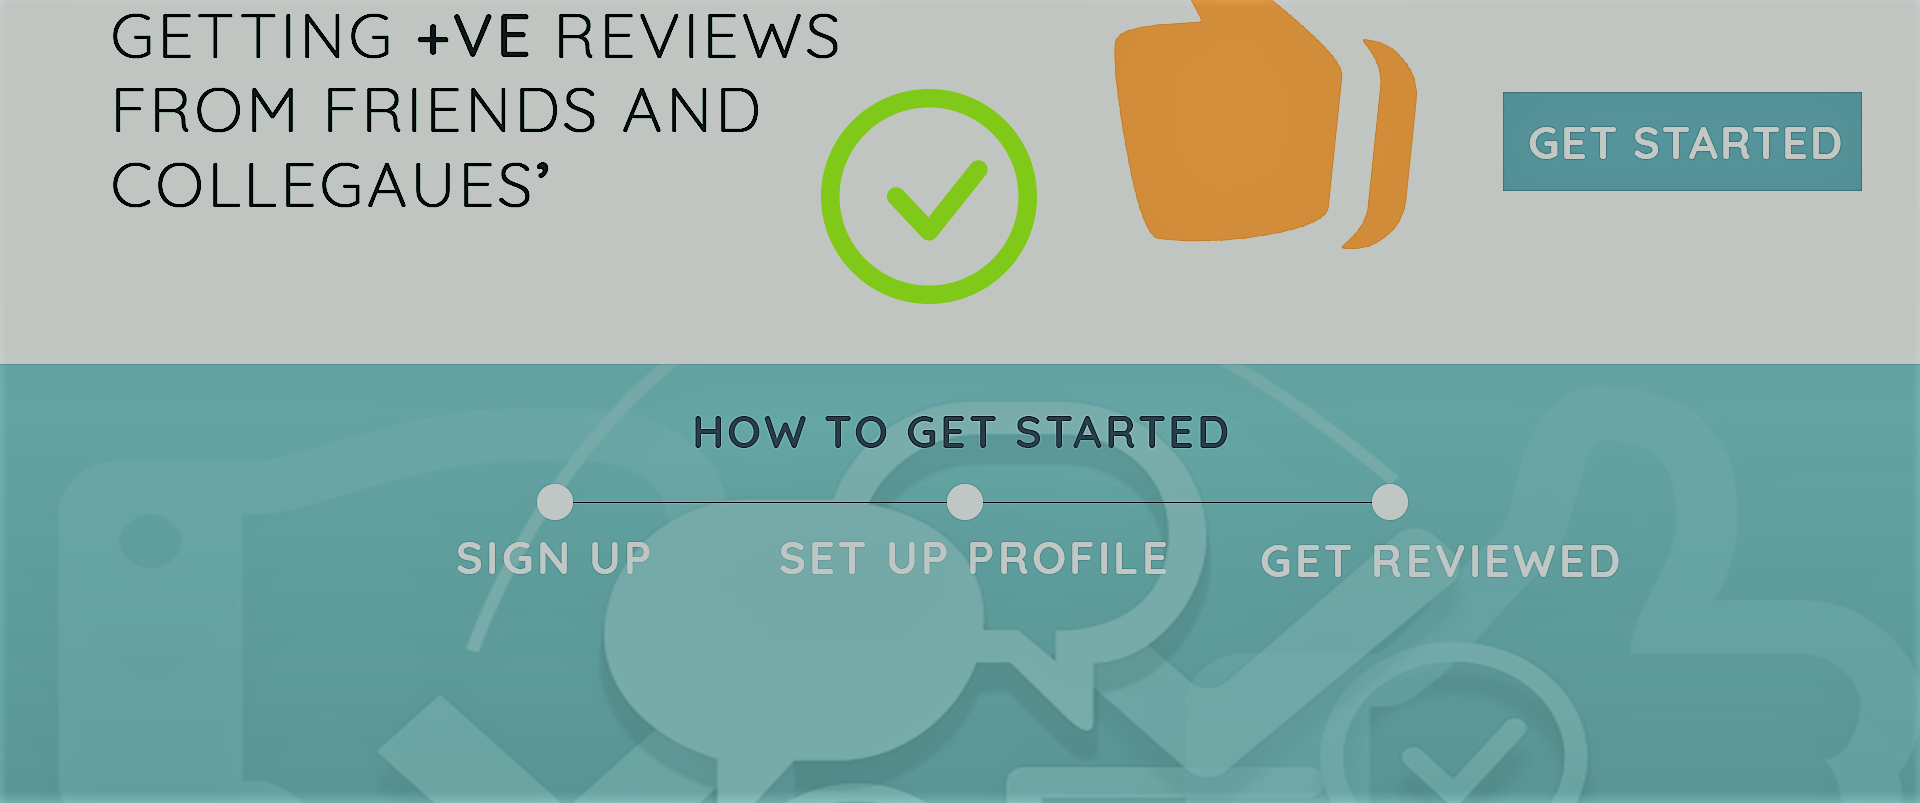 GETTING +VE REVIEWS
FROM FRIENDS AND
COLLEGAUES’
GET STARTED
HOW TO GET STARTED
SIGN UP
SET UP PROFILE
GET REVIEWED